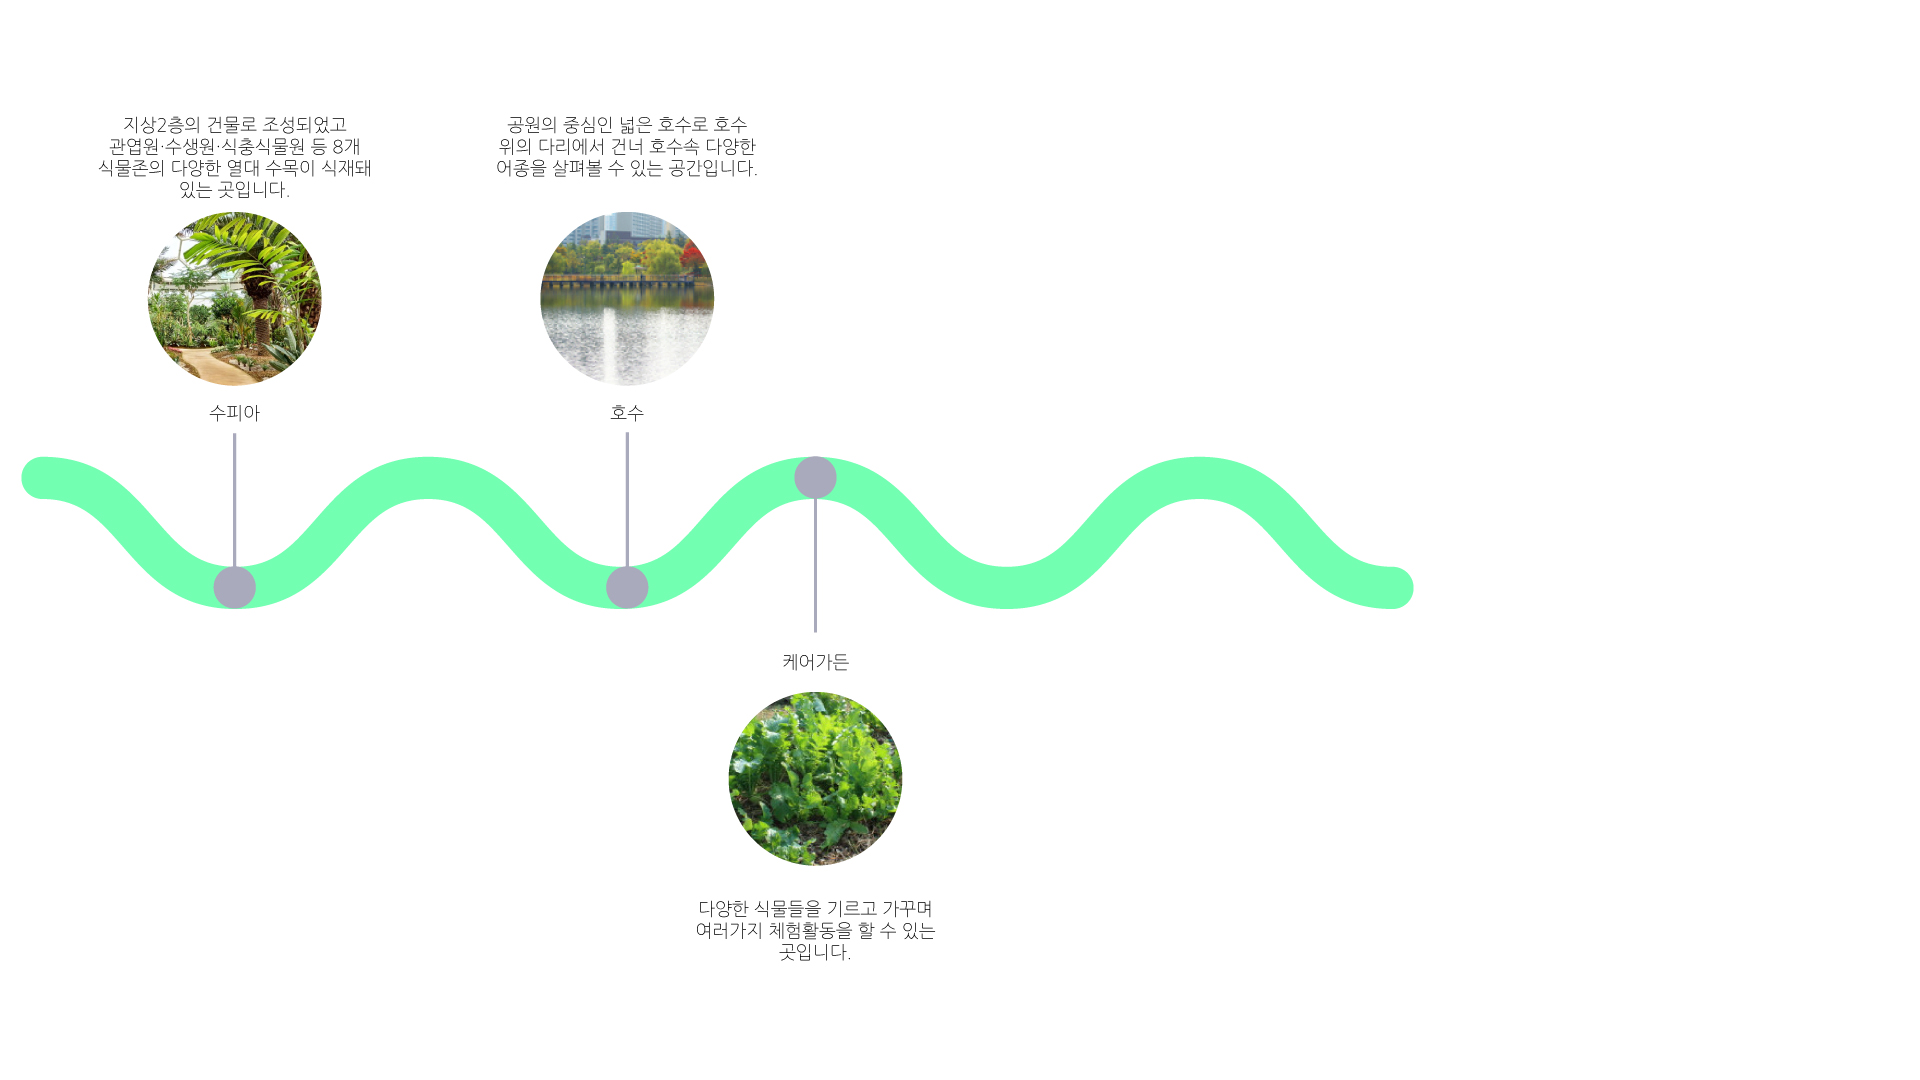 지상2층의 건물로 조성되었고
관엽원·수생원·식충식물원 등 8개
식물존의 다양한 열대 수목이 식재돼
있는 곳입니다.
수피아
공원의 중심인 넓은 호수로 호수
위의 다리에서 건너 호수속 다양한
어종을 살펴볼 수 있는 공간입니다.
호수
케어가든
다양한 식물들을 기르고 가꾸며
여러가지 체험활동을 할 수 있는
곳입니다.